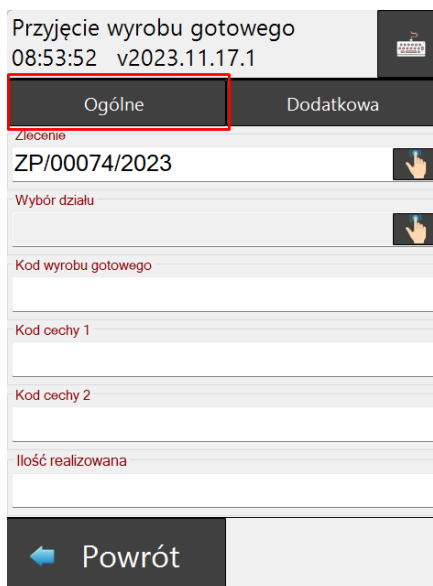 Przyjęcie wyrobu gotowego
08:53:52 v2023.11.17.1
Ogólne Dodatkowa
Zlecenie
ZP/00074/2023
Wybór działu
Kod wyrobu gotowego
Kod cechy 1
Kod cechy 2
Ilość realizowana
Powrót